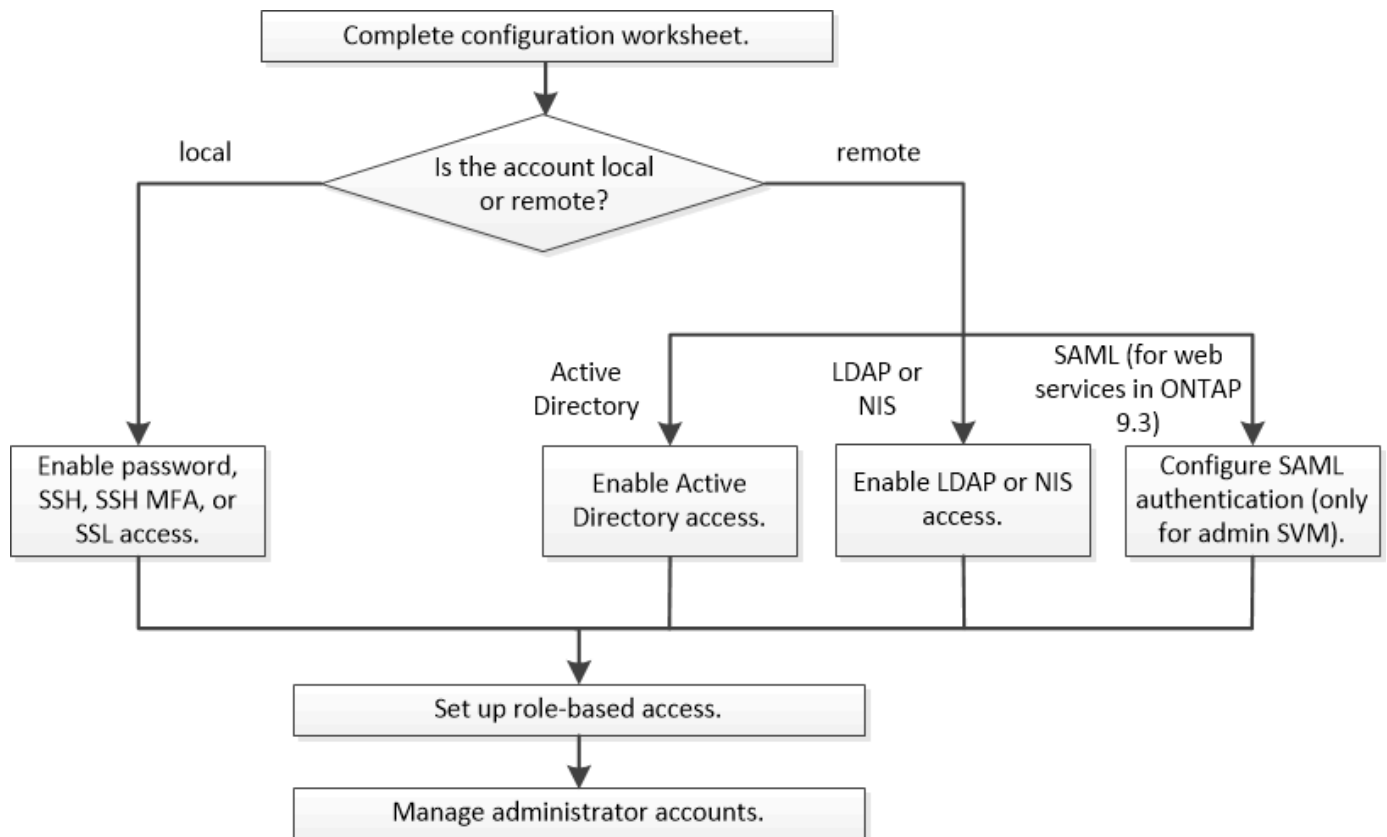 Complete configuration worksheet.
local
remote
Is the account local
or remote?
Active
Directory
LDAP or
NIS
SAML (for web
services in ONTAP
9.3)
Enable password,
SSH, SSH MFA, or
SSL access.
Enable Active
Directory access.
Enable LDAP or NIS
access.
Configure SAML
authentication (only
for admin SVM).
Set up role-based access.
Manage administrator accounts.